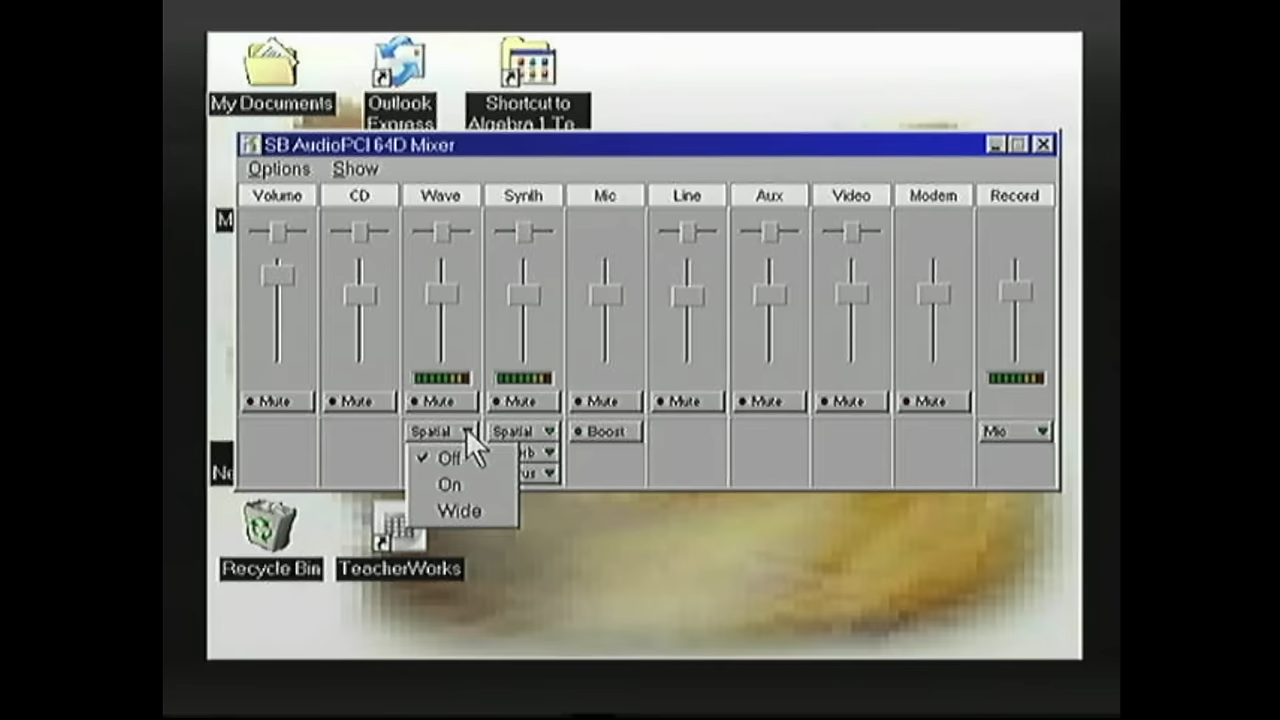 My Documents
Outlook
Express
Shortcut to
Algebra 1 Te...
SB AudioPCI 64D Mixer
Options Show
Volume CD Wave Synth Mic Line Aux Video Modem Record
M
Mute Mute Mute Mute Mute Mute Mute Mute Mute
Spatial Spatial Boost Mic
Off
On
Wide
Ne
Recycle Bin TeacherWorks